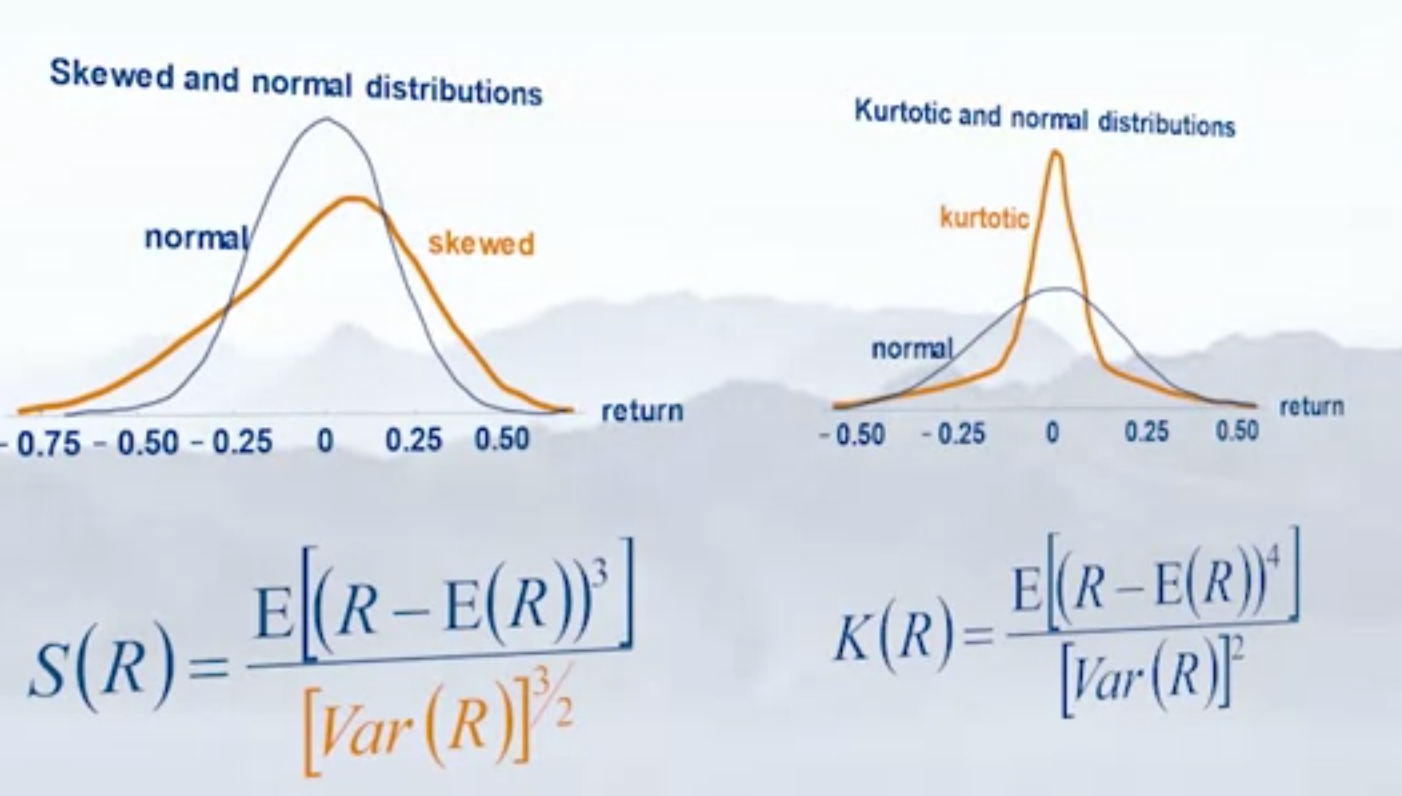 Skewed and normal distributions
normal
skewed
return
- 0.75 - 0.50 - 0.25 0 0.25 0.50
S(R) = E[(R – E(R))³] / [Var(R)]^3/2
Kurtotic and normal distributions
kurtotic
normal
return
- 0.50 - 0.25 0 0.25 0.50
K(R) = E[(R – E(R))⁴] / [Var(R)]²